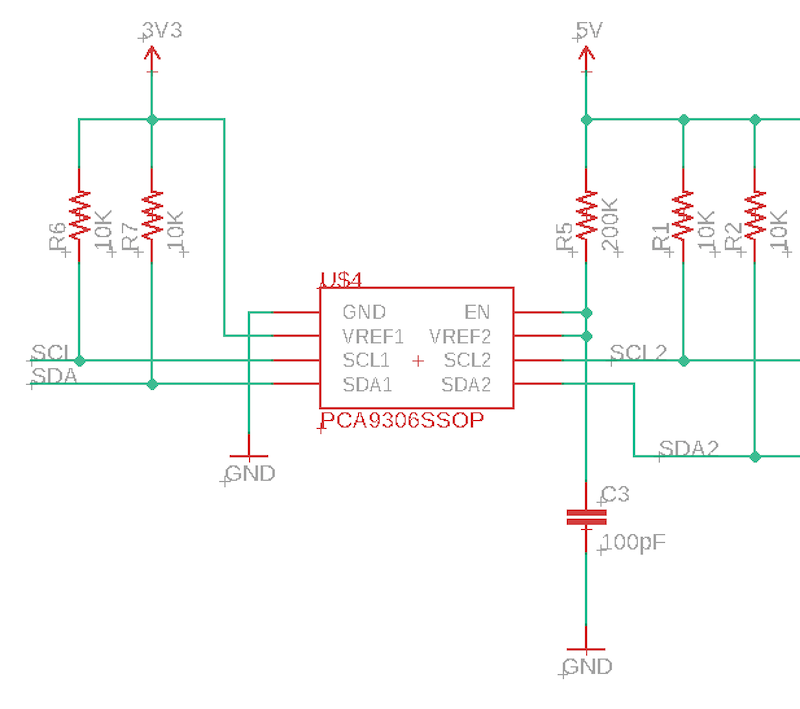 3V3
5V
R6
10K
R7
10K
R5
200K
R1
10K
R2
10K
U$4
GND
EN
VREF1
VREF2
SCL
SCL1
SCL2
SCL2
SDA
SDA1
SDA2
PCA9306SSOP
SDA2
GND
C3
100pF
GND